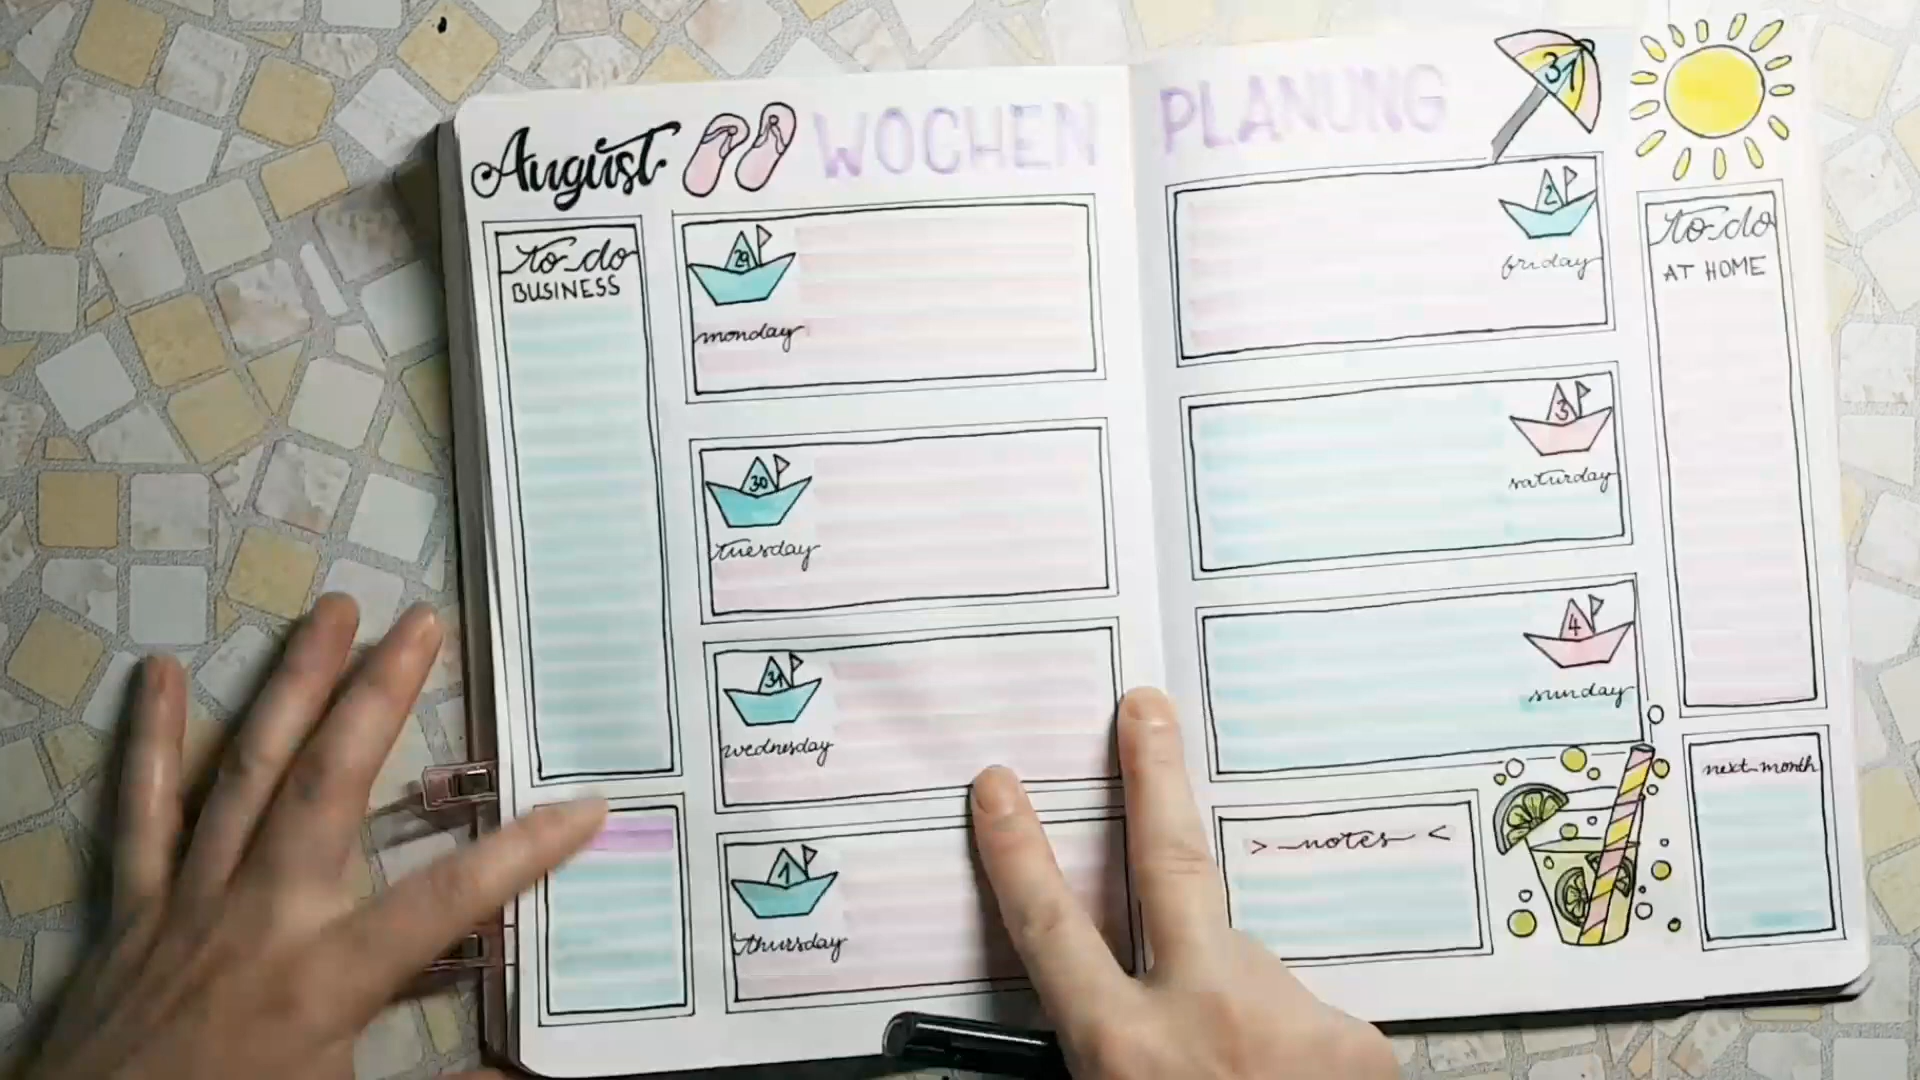 August
WOCHEN PLANUNG
31
to-do
BUSINESS
29
monday
30
tuesday
31
wednesday
1
thursday
2
friday
3
saturday
4
sunday
> notes <
to-do
AT HOME
next month